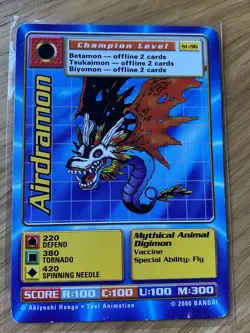 Champion Level
St-96
Betamon — offline 2 cards
Tsukaimon — offline 2 cards
Biyomon — offline 2 cards
Airdramon
220
DEFEND
380
TORNADO
420
SPINNING NEEDLE
Mythical Animal
Digimon
Vaccine
Special Ability: Fly
SCORE R:100 C:100 U:100 M:300
© Akiyoshi Hongo • Toei Animation © 2000 BANDAI